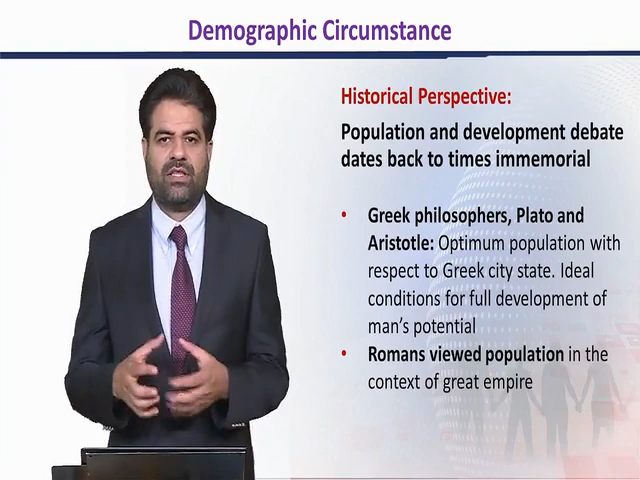 Demographic Circumstance
Historical Perspective:
Population and development debate
dates back to times immemorial
• Greek philosophers, Plato and
Aristotle: Optimum population with
respect to Greek city state. Ideal
conditions for full development of
man's potential
• Romans viewed population in the
context of great empire